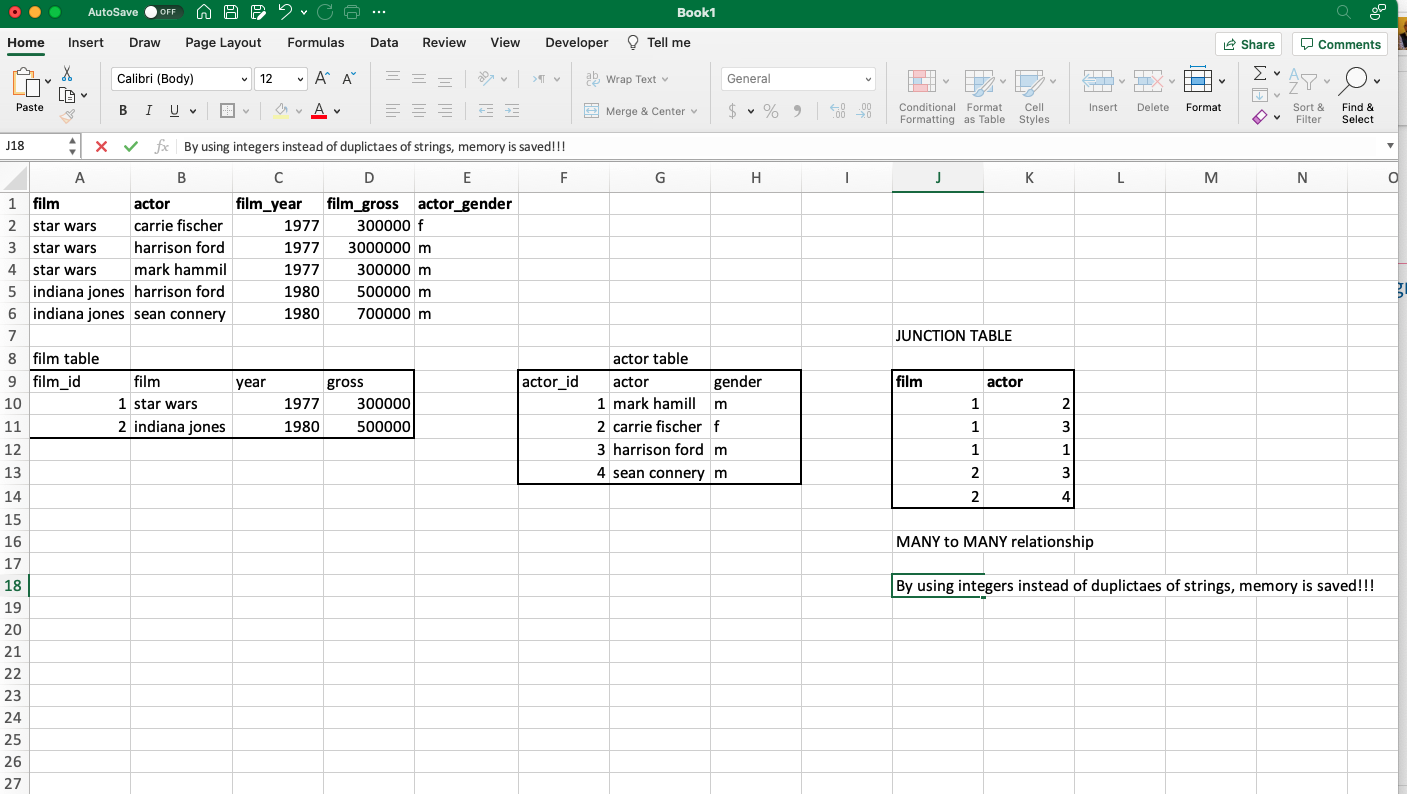 AutoSave OFF Book1
Home Insert Draw Page Layout Formulas Data Review View Developer Tell me Share Comments
Paste Calibri (Body) 12 A A Wrap Text General Conditional Formatting Format as Table Cell Styles Insert Delete Format Sort & Filter Find & Select
B I U A Merge & Center $ % 9
J18 fx By using integers instead of duplictaes of strings, memory is saved!!!
A B C D E F G H I J K L M N O
1 film actor film_year film_gross actor_gender
2 star wars carrie fischer 1977 300000 f
3 star wars harrison ford 1977 3000000 m
4 star wars mark hammil 1977 300000 m
5 indiana jones harrison ford 1980 500000 m
6 indiana jones sean connery 1980 700000 m
7 JUNCTION TABLE
8 film table actor table
9 film_id film year gross actor_id actor gender film actor
10 1 star wars 1977 300000 1 mark hamill m 1 2
11 2 indiana jones 1980 500000 2 carrie fischer f 1 3
12 3 harrison ford m 1 1
13 4 sean connery m 2 3
14 2 4
15
16 MANY to MANY relationship
17
18 By using integers instead of duplictaes of strings, memory is saved!!!
19
20
21
22
23
24
25
26
27